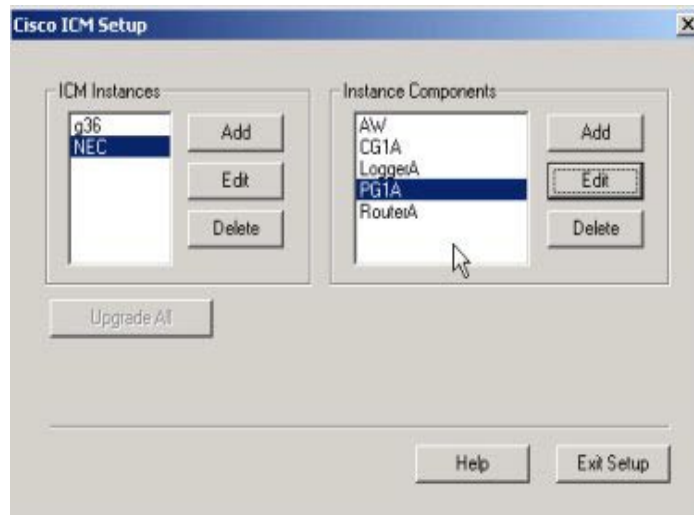 Cisco ICM Setup
ICM Instances
g36
NEC
Add
Edit
Delete
Instance Components
AW
CG1A
LoggerA
PG1A
RouterA
Add
Edit
Delete
Upgrade All
Help
Exit Setup